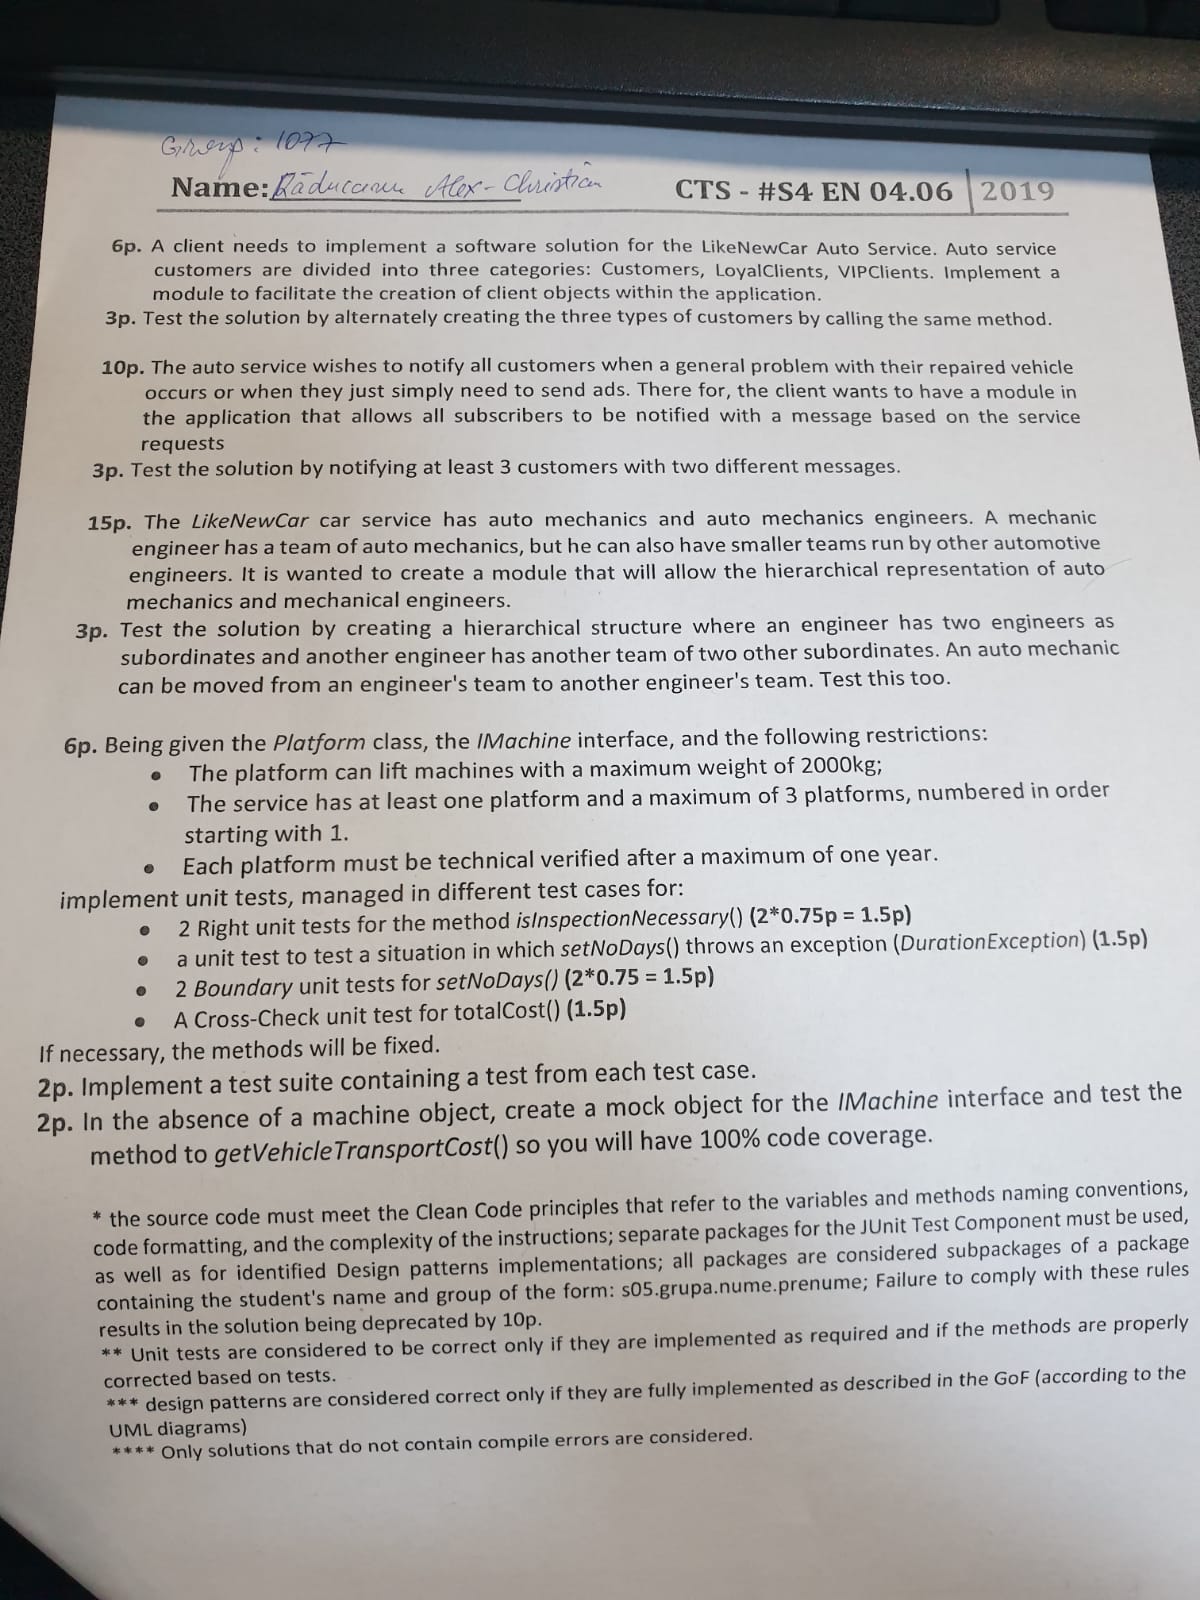 Group: 1077
Name: Răducanu Alex-Christian CTS - #S4 EN 04.06 2019
6p. A client needs to implement a software solution for the LikeNewCar Auto Service. Auto service
customers are divided into three categories: Customers, LoyalClients, VIPClients. Implement a
module to facilitate the creation of client objects within the application.
3p. Test the solution by alternately creating the three types of customers by calling the same method.
10p. The auto service wishes to notify all customers when a general problem with their repaired vehicle
occurs or when they just simply need to send ads. There for, the client wants to have a module in
the application that allows all subscribers to be notified with a message based on the service
requests
3p. Test the solution by notifying at least 3 customers with two different messages.
15p. The LikeNewCar car service has auto mechanics and auto mechanics engineers. A mechanic
engineer has a team of auto mechanics, but he can also have smaller teams run by other automotive
engineers. It is wanted to create a module that will allow the hierarchical representation of auto
mechanics and mechanical engineers.
3p. Test the solution by creating a hierarchical structure where an engineer has two engineers as
subordinates and another engineer has another team of two other subordinates. An auto mechanic
can be moved from an engineer's team to another engineer's team. Test this too.
6p. Being given the Platform class, the IMachine interface, and the following restrictions:
• The platform can lift machines with a maximum weight of 2000kg;
• The service has at least one platform and a maximum of 3 platforms, numbered in order
starting with 1.
• Each platform must be technical verified after a maximum of one year.
implement unit tests, managed in different test cases for:
• 2 Right unit tests for the method isInspectionNecessary() (2*0.75p = 1.5p)
• a unit test to test a situation in which setNoDays() throws an exception (DurationException) (1.5p)
• 2 Boundary unit tests for setNoDays() (2*0.75 = 1.5p)
• A Cross-Check unit test for totalCost() (1.5p)
If necessary, the methods will be fixed.
2p. Implement a test suite containing a test from each test case.
2p. In the absence of a machine object, create a mock object for the IMachine interface and test the
method to getVehicleTransportCost() so you will have 100% code coverage.
* the source code must meet the Clean Code principles that refer to the variables and methods naming conventions,
code formatting, and the complexity of the instructions; separate packages for the JUnit Test Component must be used,
as well as for identified Design patterns implementations; all packages are considered subpackages of a package
containing the student's name and group of the form: s05.grupa.nume.prenume; Failure to comply with these rules
results in the solution being deprecated by 10p.
** Unit tests are considered to be correct only if they are implemented as required and if the methods are properly
corrected based on tests.
*** design patterns are considered correct only if they are fully implemented as described in the GoF (according to the
UML diagrams)
**** Only solutions that do not contain compile errors are considered.